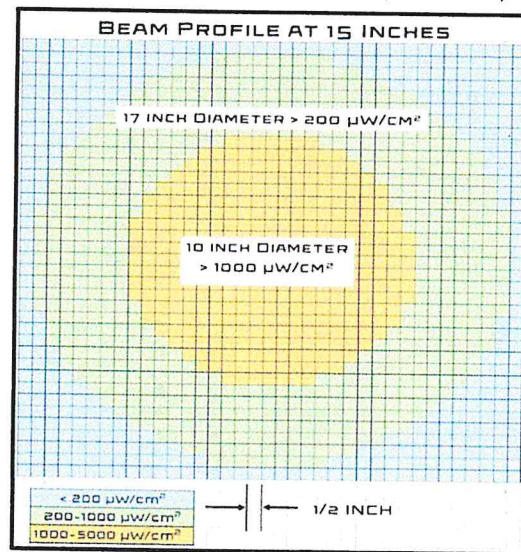 BEAM PROFILE AT 15 INCHES
17 INCH DIAMETER > 200 µW/CM²
10 INCH DIAMETER
> 1000 µW/CM²
< 200 µW/cm²
200-1000 µW/cm²
1000-5000 µW/cm²
1/2 INCH